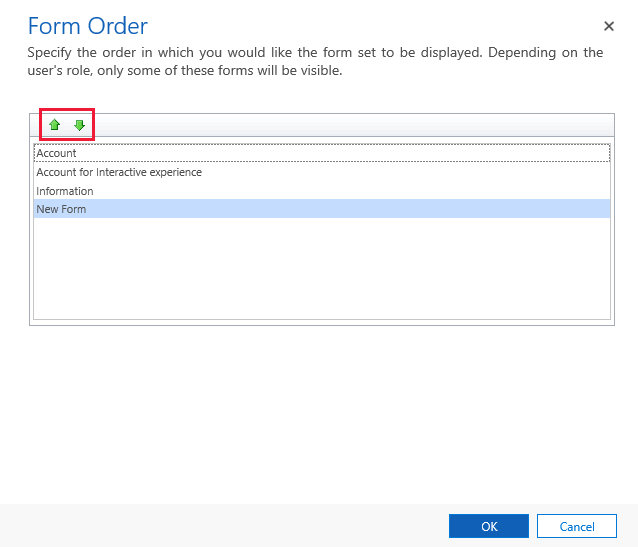 Form Order
Specify the order in which you would like the form set to be displayed. Depending on the
user's role, only some of these forms will be visible.
Account
Account for Interactive experience
Information
New Form
OK
Cancel